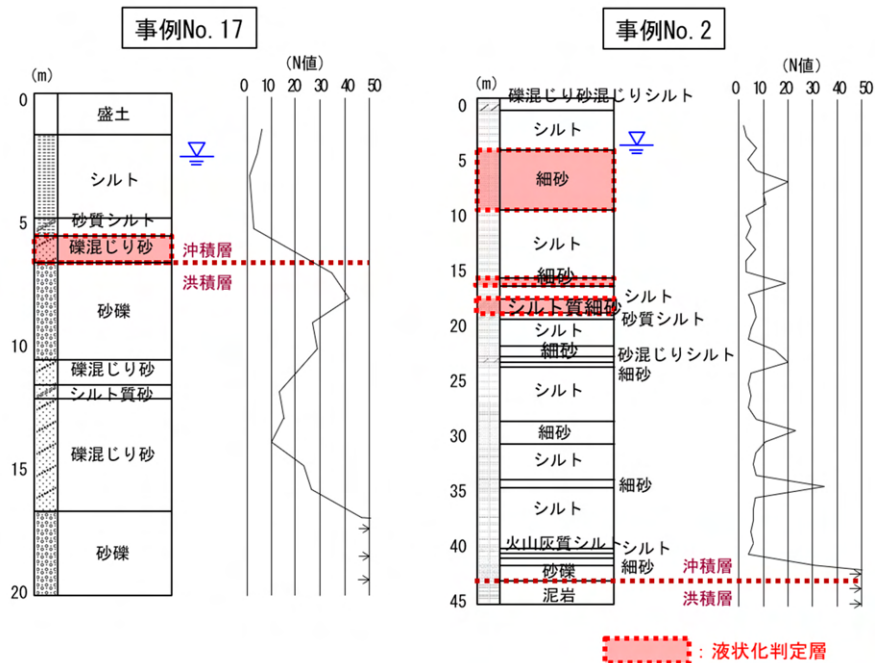 事例No. 17
(m)
(N値)
0 10 20 30 40 50
0
盛土
シルト
5
砂質シルト
礫混じり砂
沖積層
洪積層
砂礫
10
礫混じり砂
シルト質砂
礫混じり砂
15
砂礫
20
事例No. 2
(m)
(N値)
0 10 20 30 40 50
0
礫混じり砂混じりシルト
シルト
5
細砂
10
シルト
15
細砂
シルト
シルト質細砂
砂質シルト
20
シルト
細砂
砂混じりシルト
細砂
25
シルト
細砂
30
シルト
細砂
35
シルト
火山灰質シルト
シルト
40
細砂
沖積層
砂礫
洪積層
泥岩
45
: 液状化判定層